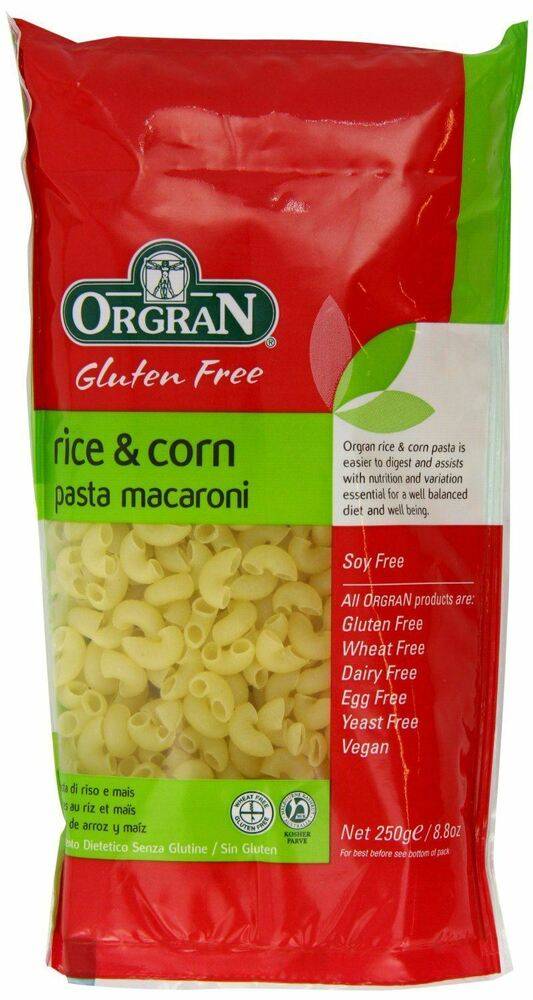 ORGRAN
®
Gluten Free
rice & corn
pasta macaroni
Orgran rice & corn pasta is
easier to digest and assists
with nutrition and variation
essential for a well balanced
diet and well being.
Soy Free
All ORGRAN products are:
Gluten Free
Wheat Free
Dairy Free
Egg Free
Yeast Free
Vegan
di riso e mais
au riz et maïs
de arroz y maíz
Dietetico Senza Glutine / Sin Gluten
WHEAT FREE
GLUTEN FREE
KOSHER
PARVE
Net 250ge/8.8oz
For best before see bottom of pack